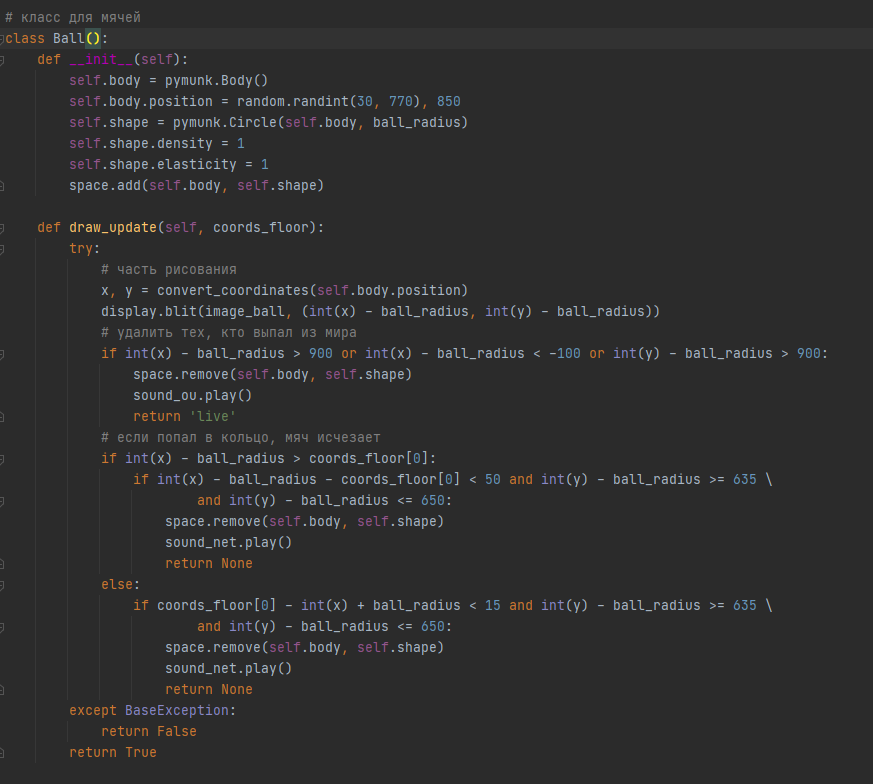 # класс для мячей
class Ball():
    def __init__(self):
        self.body = pymunk.Body()
        self.body.position = random.randint(30, 770), 850
        self.shape = pymunk.Circle(self.body, ball_radius)
        self.shape.density = 1
        self.shape.elasticity = 1
        space.add(self.body, self.shape)

    def draw_update(self, coords_floor):
        try:
            # часть рисования
            x, y = convert_coordinates(self.body.position)
            display.blit(image_ball, (int(x) - ball_radius, int(y) - ball_radius))
            # удалить тех, кто выпал из мира
            if int(x) - ball_radius > 900 or int(x) - ball_radius < -100 or int(y) - ball_radius > 900:
                space.remove(self.body, self.shape)
                sound_ou.play()
                return 'live'
            # если попал в кольцо, мяч исчезает
            if int(x) - ball_radius > coords_floor[0]:
                if int(x) - ball_radius - coords_floor[0] < 50 and int(y) - ball_radius >= 635 \
                        and int(y) - ball_radius <= 650:
                    space.remove(self.body, self.shape)
                    sound_net.play()
                    return None
            else:
                if coords_floor[0] - int(x) + ball_radius < 15 and int(y) - ball_radius >= 635 \
                        and int(y) - ball_radius <= 650:
                    space.remove(self.body, self.shape)
                    sound_net.play()
                    return None
        except BaseException:
            return False
        return True